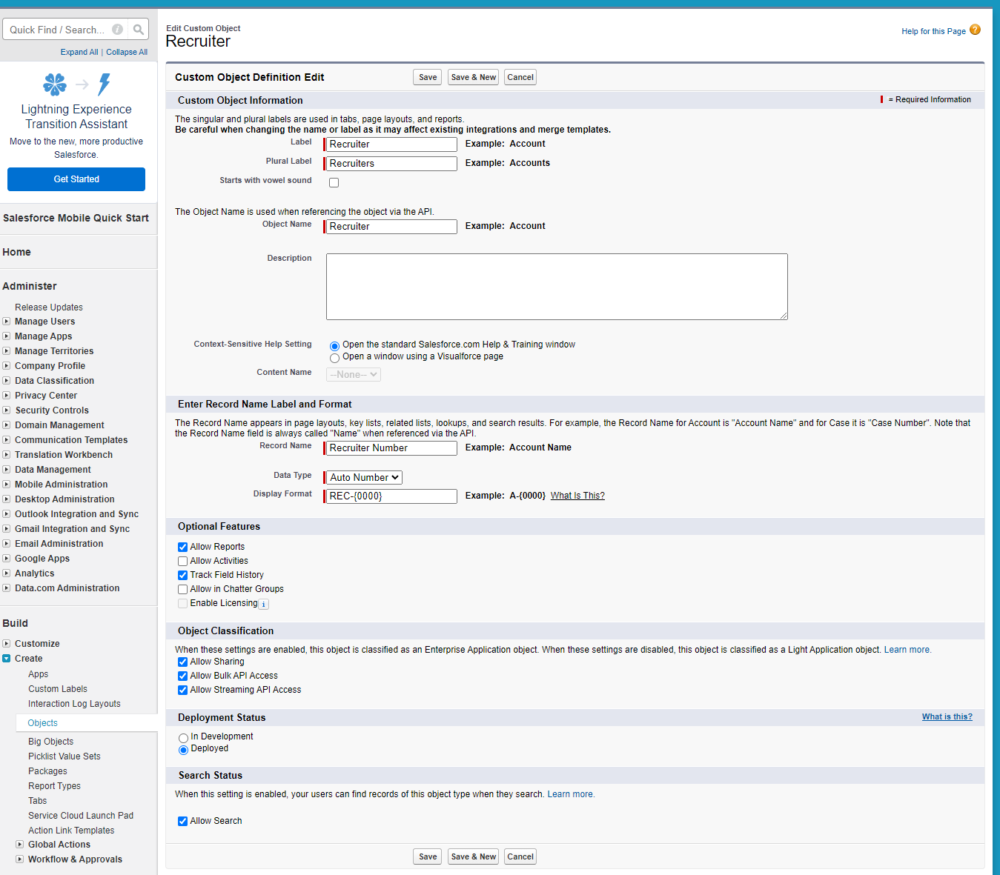 Quick Find / Search...
Expand All | Collapse All
Lightning Experience
Transition Assistant
Move to the new, more productive
Salesforce.
Get Started
Salesforce Mobile Quick Start
Home
Administer
Release Updates
Manage Users
Manage Apps
Manage Territories
Company Profile
Data Classification
Privacy Center
Security Controls
Domain Management
Communication Templates
Translation Workbench
Data Management
Mobile Administration
Desktop Administration
Outlook Integration and Sync
Gmail Integration and Sync
Email Administration
Google Apps
Analytics
Data.com Administration
Build
Customize
Create
Apps
Custom Labels
Interaction Log Layouts
Objects
Big Objects
Picklist Value Sets
Packages
Report Types
Tabs
Service Cloud Launch Pad
Action Link Templates
Global Actions
Workflow & Approvals
Edit Custom Object
Recruiter
Help for this Page ?
Custom Object Definition Edit Save Save & New Cancel
Custom Object Information = Required Information
The singular and plural labels are used in tabs, page layouts, and reports.
Be careful when changing the name or label as it may affect existing integrations and merge templates.
Label Recruiter Example: Account
Plural Label Recruiters Example: Accounts
Starts with vowel sound
The Object Name is used when referencing the object via the API.
Object Name Recruiter Example: Account
Description
Context-Sensitive Help Setting Open the standard Salesforce.com Help & Training window
Open a window using a Visualforce page
Content Name --None--
Enter Record Name Label and Format
The Record Name appears in page layouts, key lists, related lists, lookups, and search results. For example, the Record Name for Account is "Account Name" and for Case it is "Case Number". Note that
the Record Name field is always called "Name" when referenced via the API.
Record Name Recruiter Number Example: Account Name
Data Type Auto Number
Display Format REC-{0000} Example: A-{0000} What Is This?
Optional Features
Allow Reports
Allow Activities
Track Field History
Allow in Chatter Groups
Enable Licensing i
Object Classification
When these settings are enabled, this object is classified as an Enterprise Application object. When these settings are disabled, this object is classified as a Light Application object. Learn more.
Allow Sharing
Allow Bulk API Access
Allow Streaming API Access
Deployment Status What is this?
In Development
Deployed
Search Status
When this setting is enabled, your users can find records of this object type when they search. Learn more.
Allow Search
Save Save & New Cancel